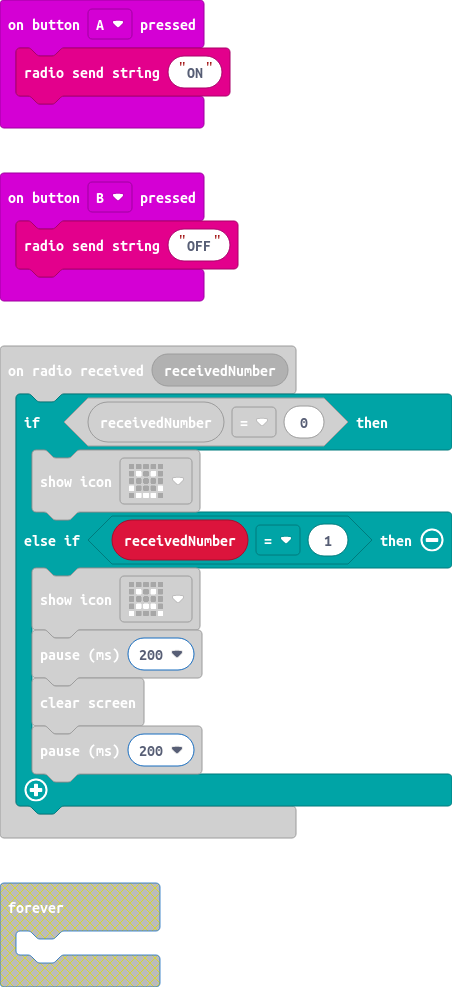 on button A pressed
radio send string "ON"
on button B pressed
radio send string "OFF"
on radio received receivedNumber
if receivedNumber = 0 then
show icon
else if receivedNumber = 1 then
show icon
pause (ms) 200
clear screen
pause (ms) 200
forever